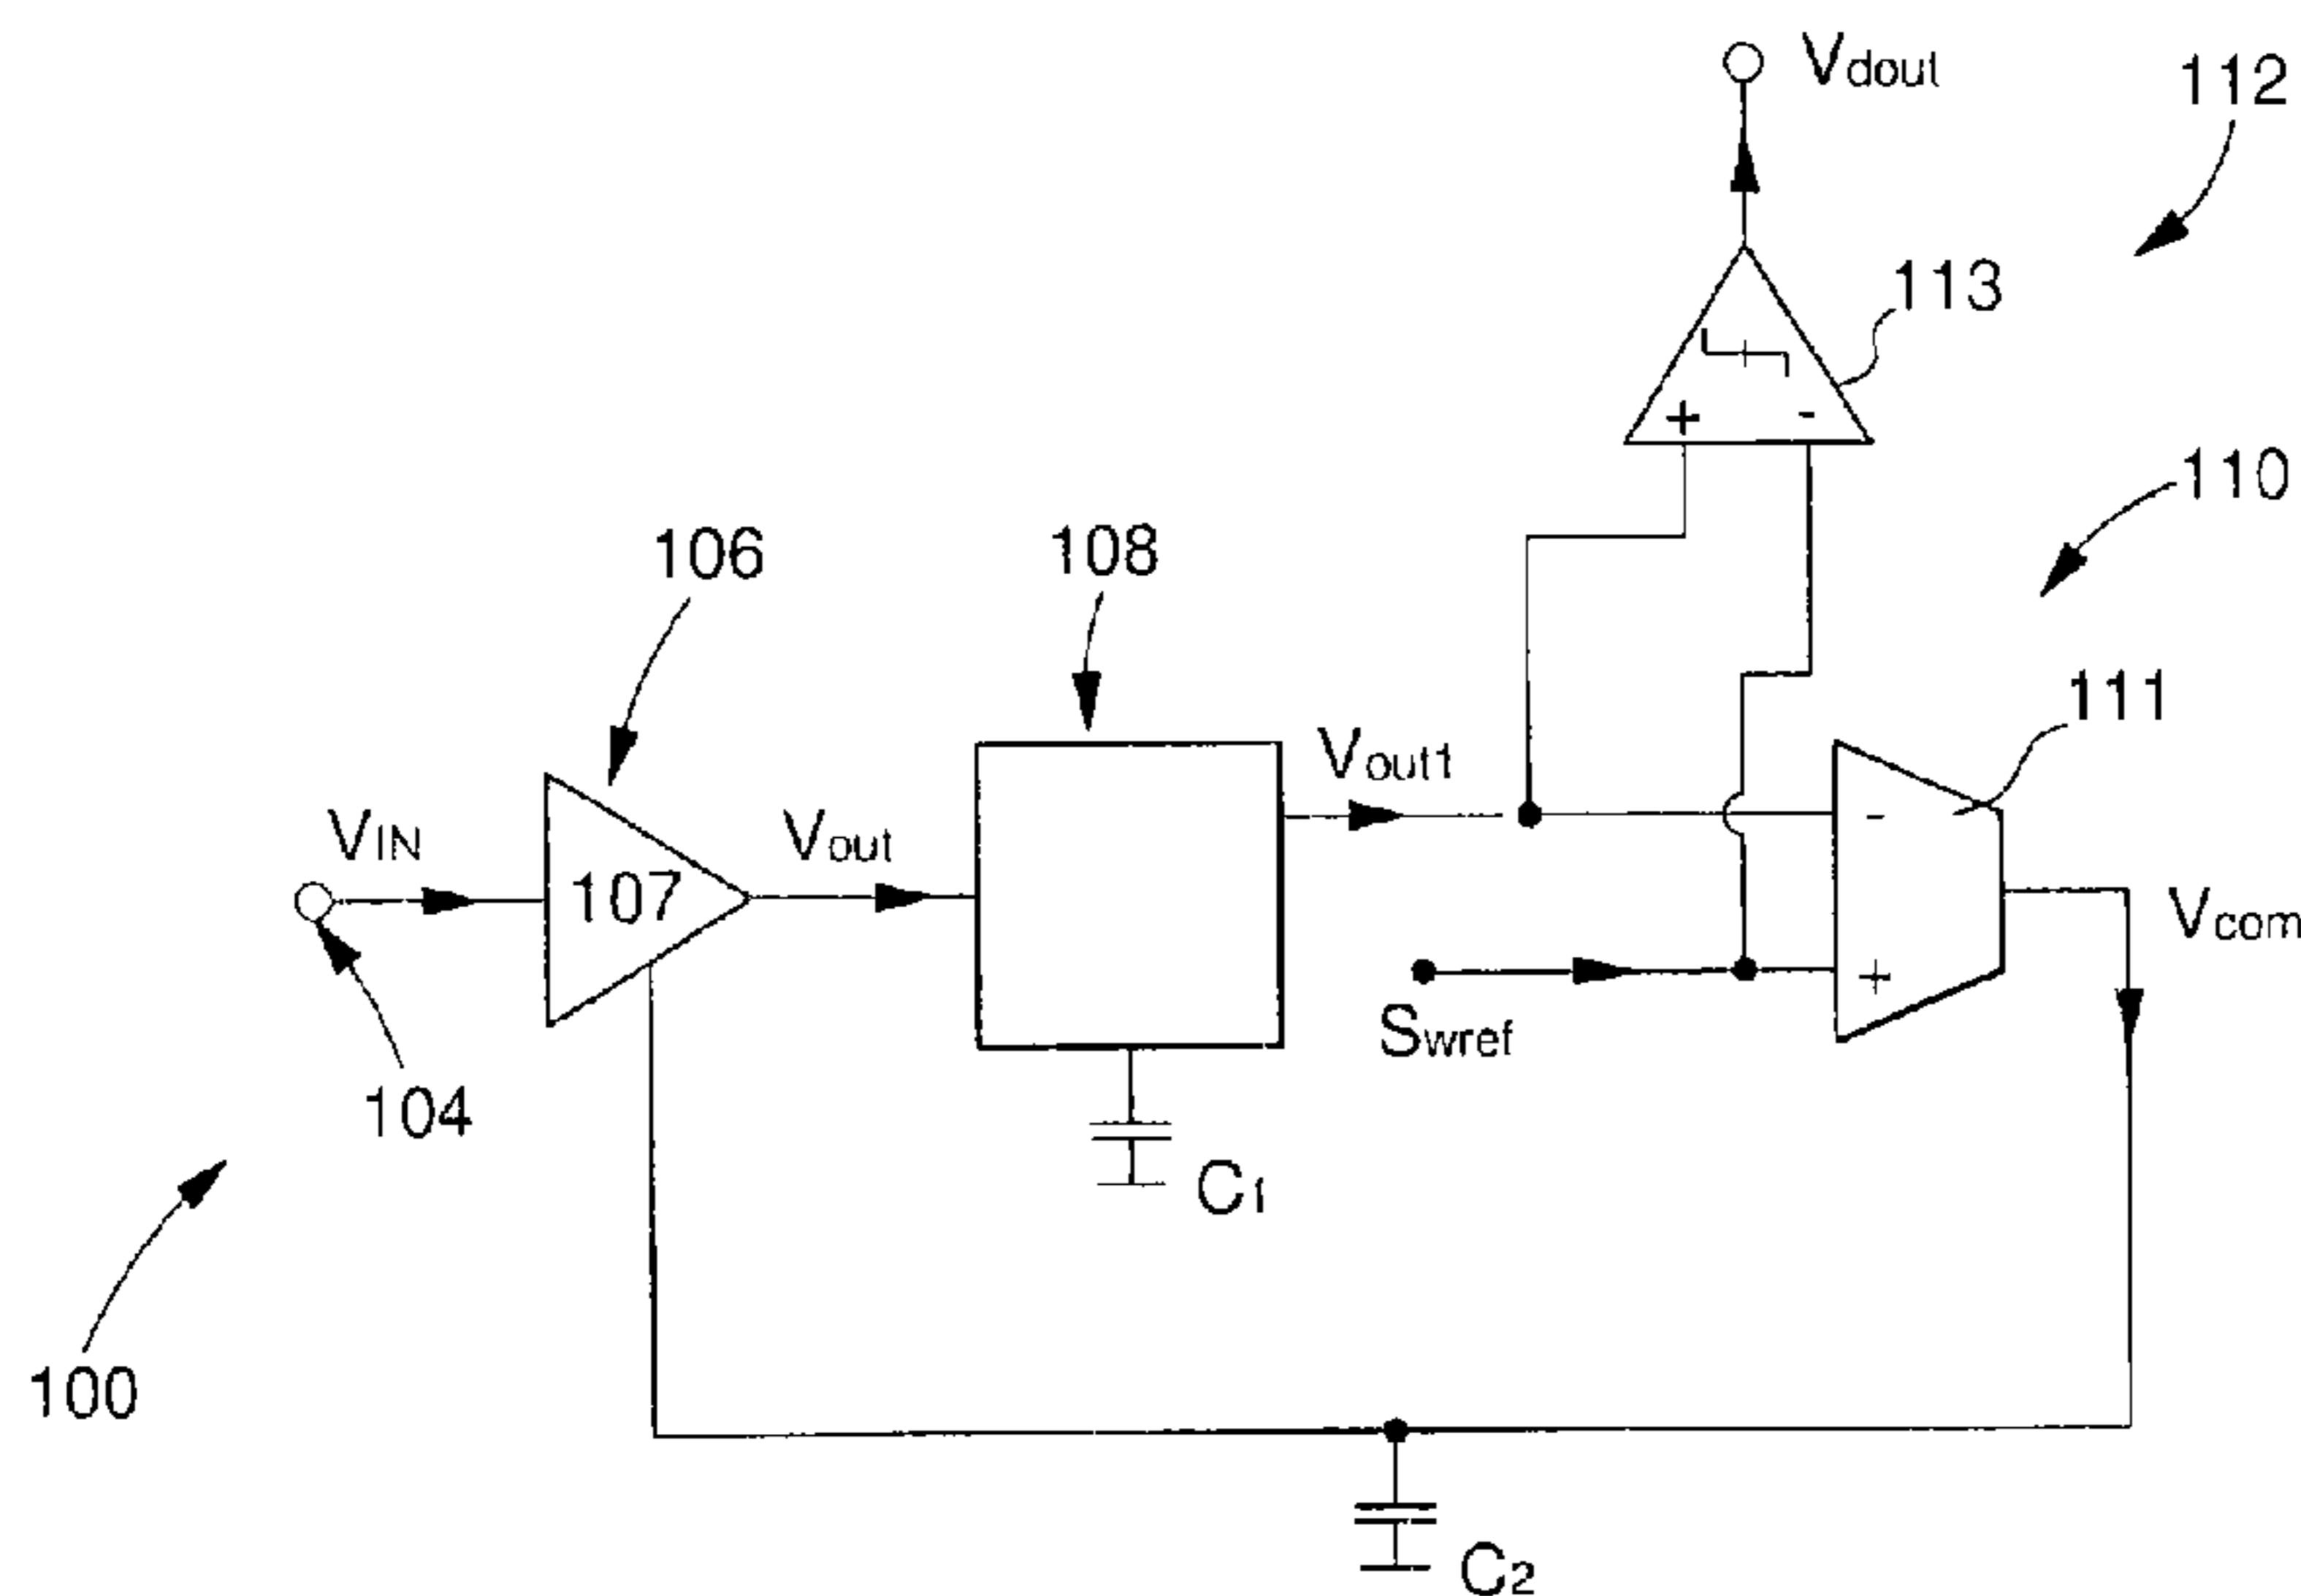 Vdout
112
113
+ -
110
106
108
111
Vout1
VIN
Vout
107
-
Vcom
Swref
+
104
C1
100
C2